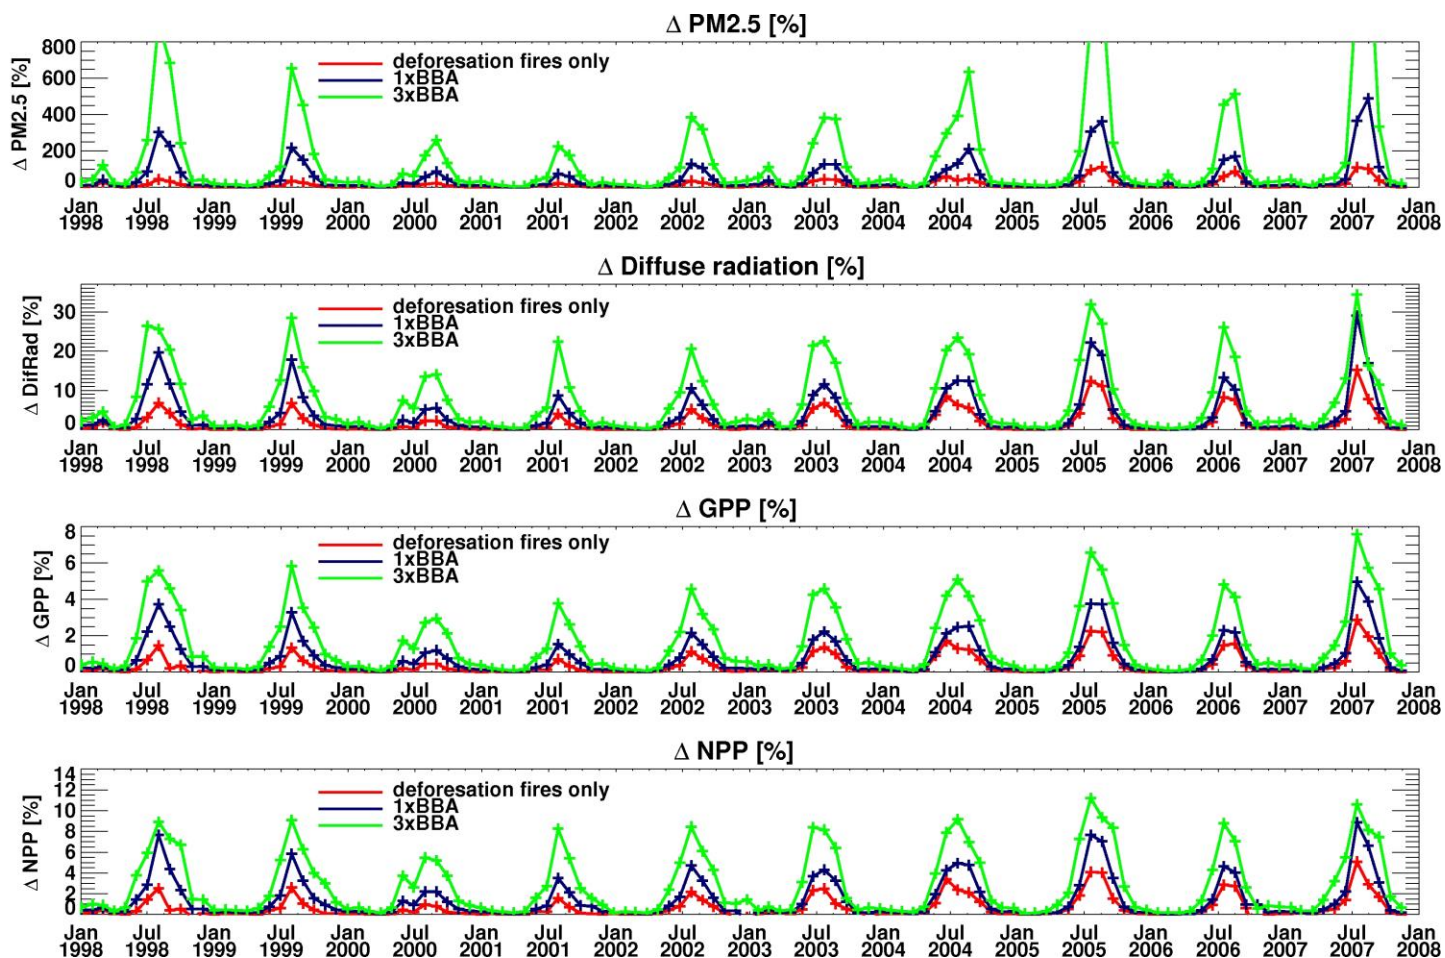 Δ PM2.5 [%]
Δ PM2.5 [%]
800
600
400
200
0
deforesation fires only
1xBBA
3xBBA
Jan Jul Jan Jul Jan Jul Jan Jul Jan Jul Jan Jul Jan Jul Jan Jul Jan Jul Jan Jul Jan
1998 1998 1999 1999 2000 2000 2001 2001 2002 2002 2003 2003 2004 2004 2005 2005 2006 2006 2007 2007 2008
Δ Diffuse radiation [%]
Δ DifRad [%]
30
20
10
0
deforesation fires only
1xBBA
3xBBA
Jan Jul Jan Jul Jan Jul Jan Jul Jan Jul Jan Jul Jan Jul Jan Jul Jan Jul Jan Jul Jan
1998 1998 1999 1999 2000 2000 2001 2001 2002 2002 2003 2003 2004 2004 2005 2005 2006 2006 2007 2007 2008
Δ GPP [%]
Δ GPP [%]
8
6
4
2
0
deforesation fires only
1xBBA
3xBBA
Jan Jul Jan Jul Jan Jul Jan Jul Jan Jul Jan Jul Jan Jul Jan Jul Jan Jul Jan Jul Jan
1998 1998 1999 1999 2000 2000 2001 2001 2002 2002 2003 2003 2004 2004 2005 2005 2006 2006 2007 2007 2008
Δ NPP [%]
Δ NPP [%]
14
12
10
8
6
4
2
0
deforesation fires only
1xBBA
3xBBA
Jan Jul Jan Jul Jan Jul Jan Jul Jan Jul Jan Jul Jan Jul Jan Jul Jan Jul Jan Jul Jan
1998 1998 1999 1999 2000 2000 2001 2001 2002 2002 2003 2003 2004 2004 2005 2005 2006 2006 2007 2007 2008